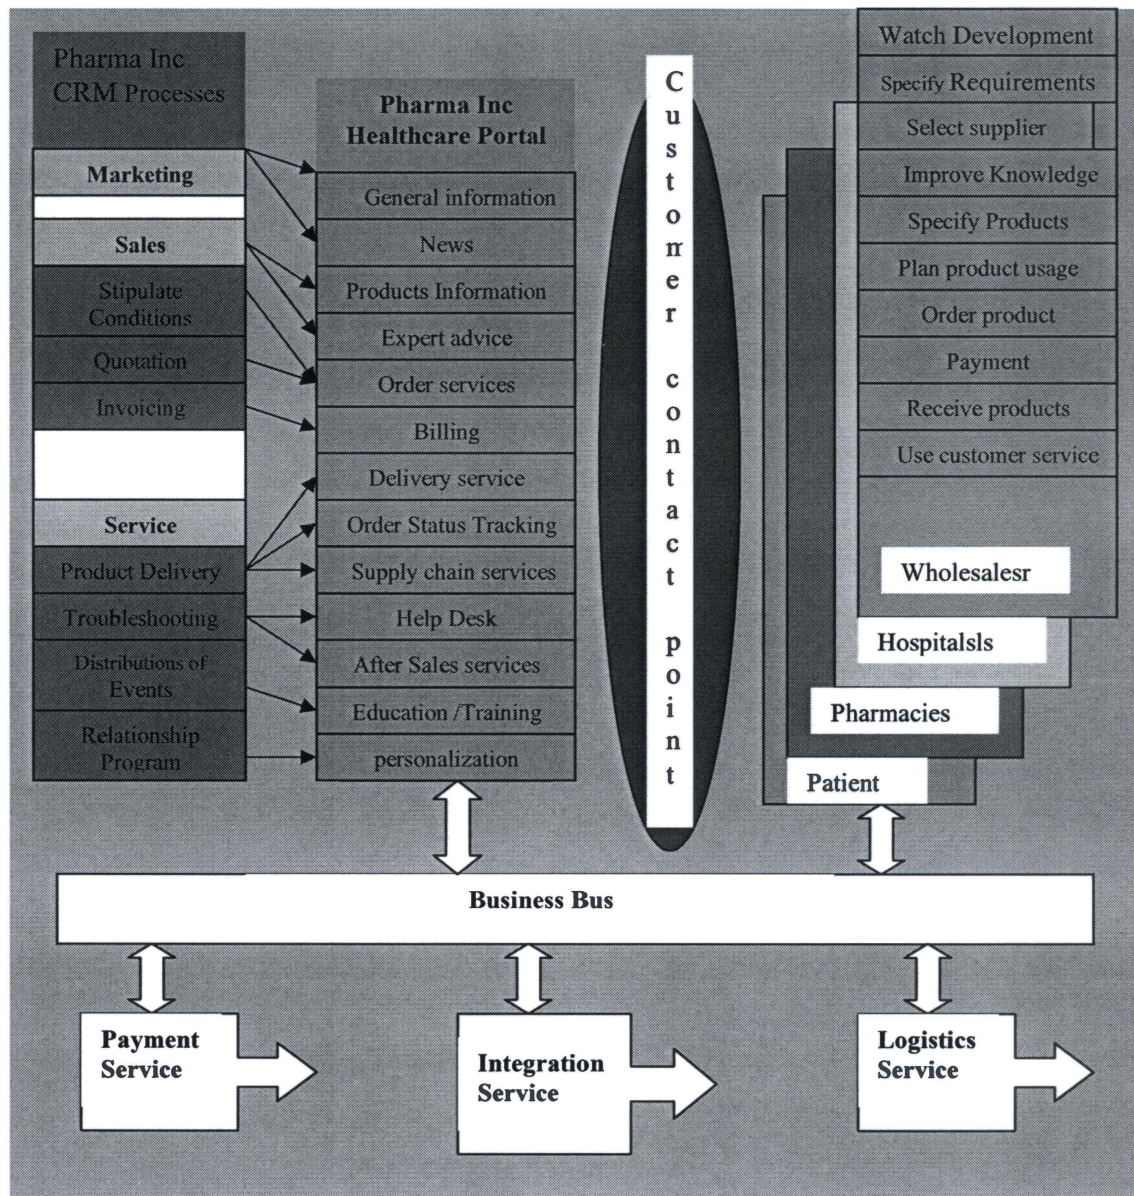 Pharma Inc
CRM Processes
Marketing
Sales
Stipulate
Conditions
Quotation
Invoicing
Service
Product Delivery
Troubleshooting
Distributions of
Events
Relationship
Program
Pharma Inc
Healthcare Portal
General information
News
Products Information
Expert advice
Order services
Billing
Delivery service
Order Status Tracking
Supply chain services
Help Desk
After Sales services
Education /Training
personalization
Customer contact point
Watch Development
Specify Requirements
Select supplier
Improve Knowledge
Specify Products
Plan product usage
Order product
Payment
Receive products
Use customer service
Wholesalesr
Hospitalsls
Pharmacies
Patient
Business Bus
Payment
Service
Integration
Service
Logistics
Service